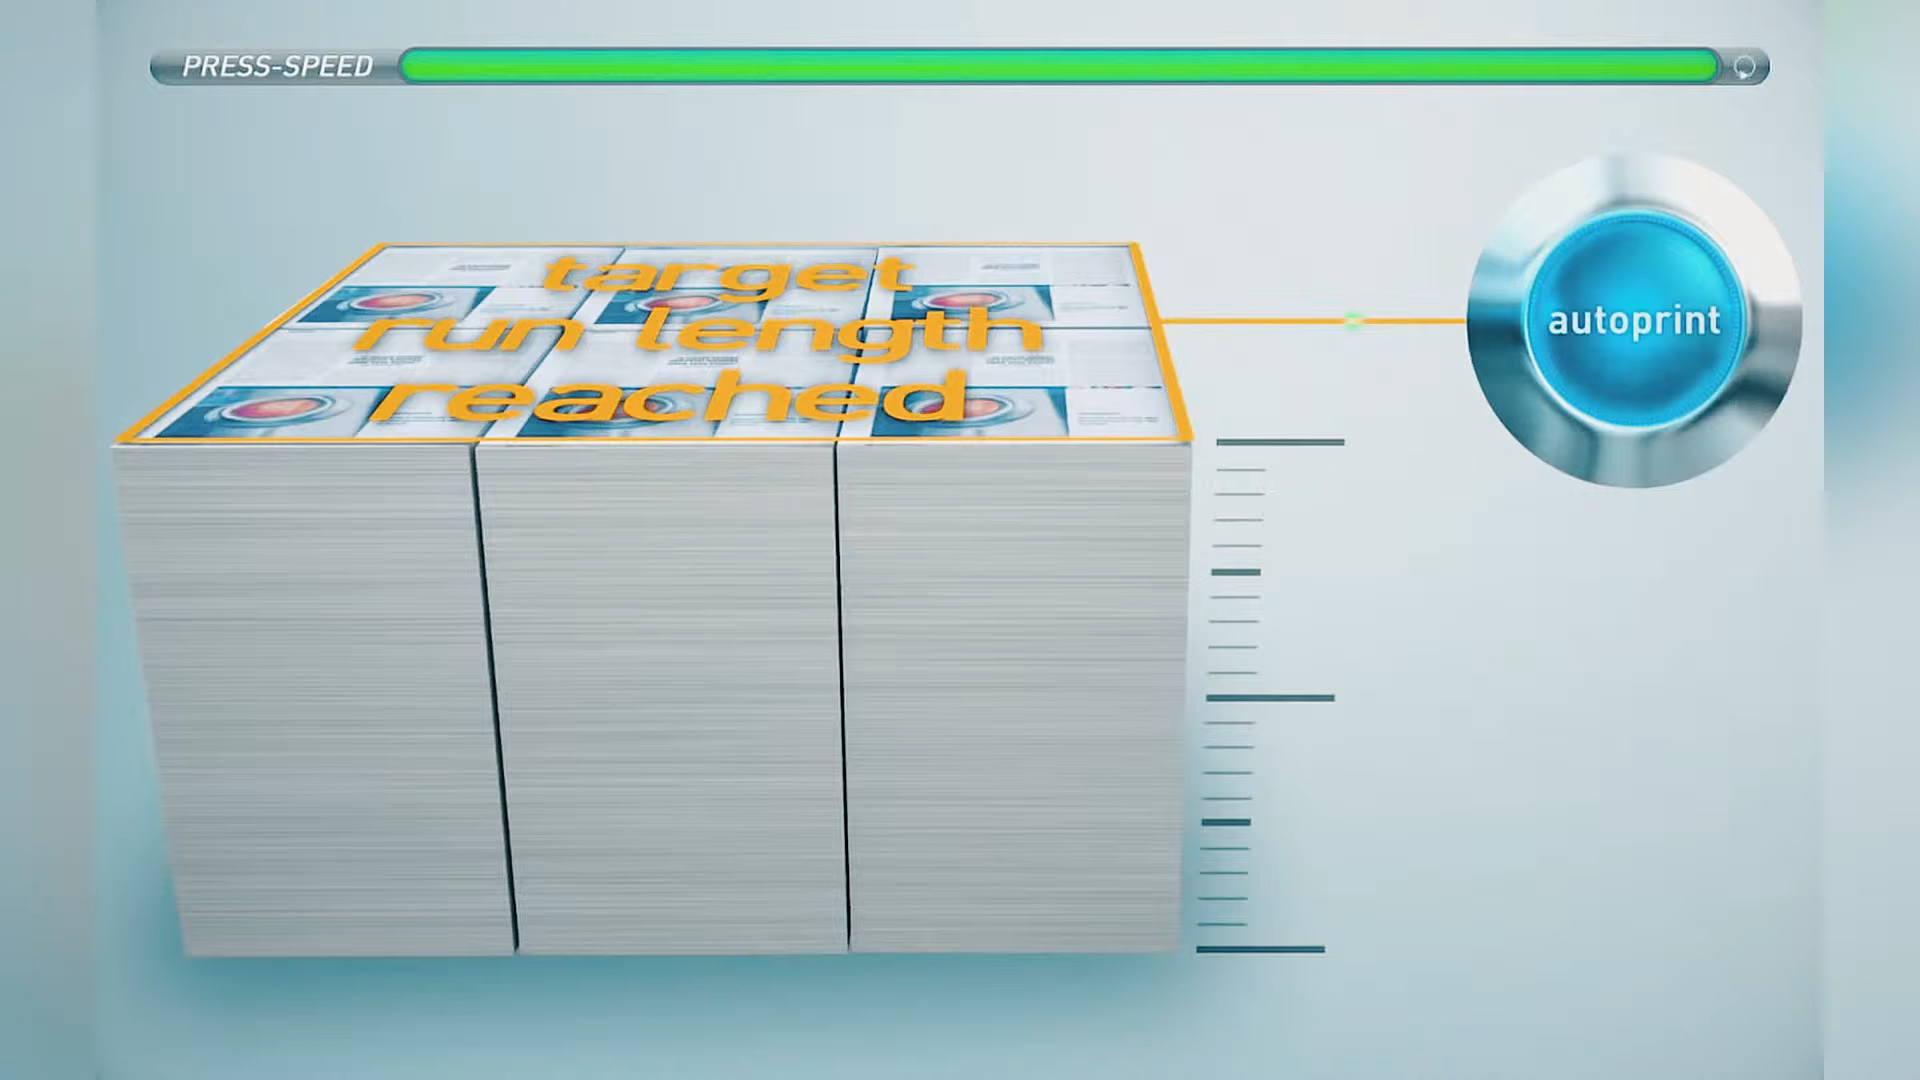 PRESS-SPEED
target
run length
reached
autoprint